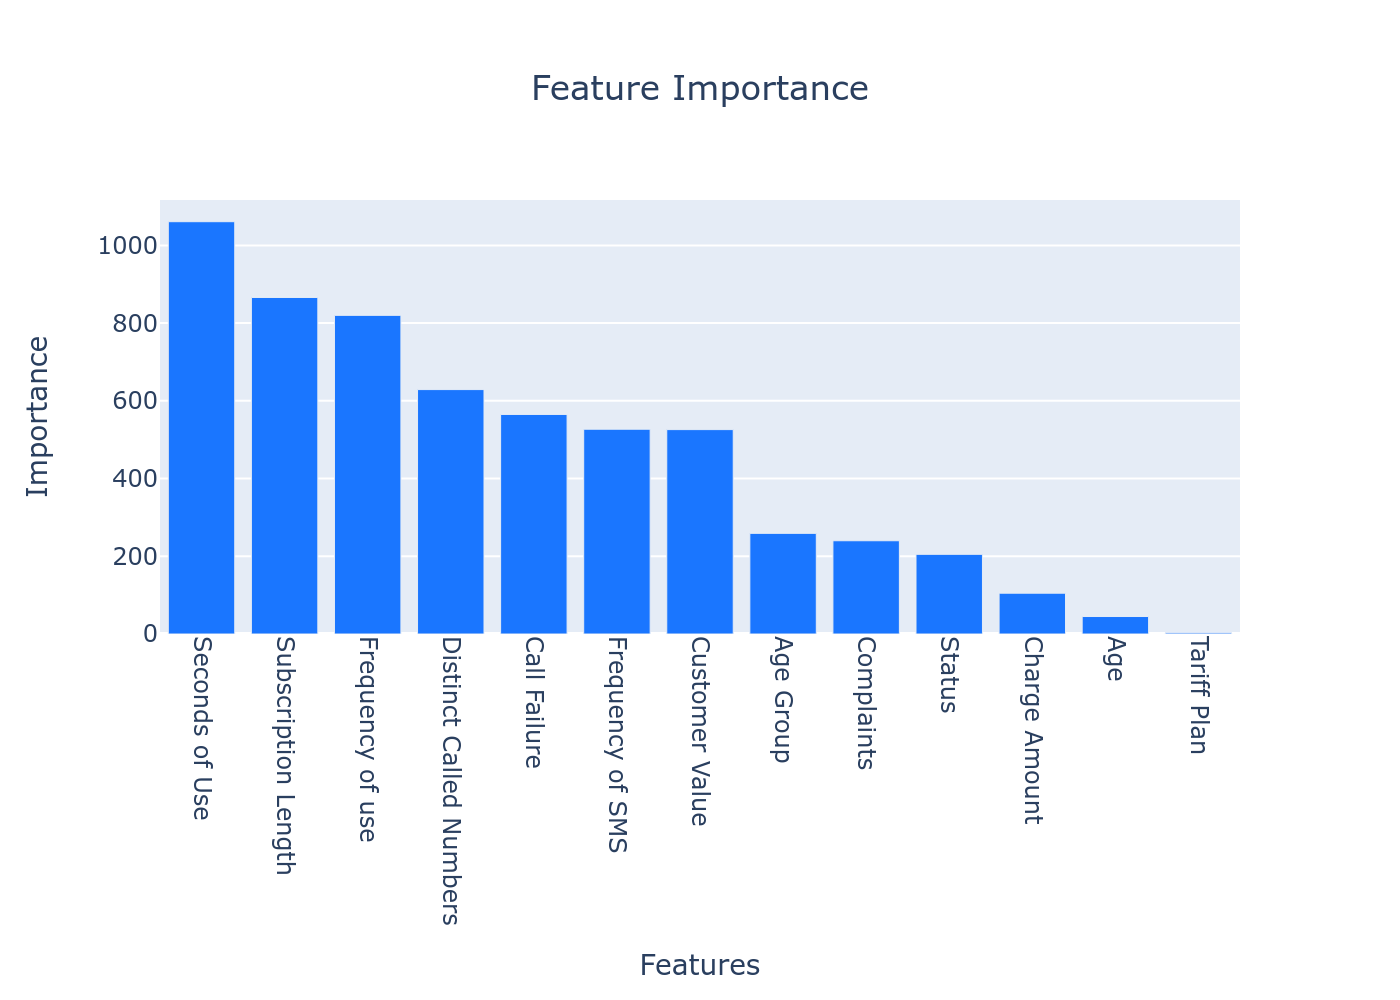 Feature Importance
Importance
1000
800
600
400
200
0
Seconds of Use
Subscription Length
Frequency of use
Distinct Called Numbers
Call Failure
Frequency of SMS
Customer Value
Age Group
Complaints
Status
Charge Amount
Age
Tariff Plan
Features